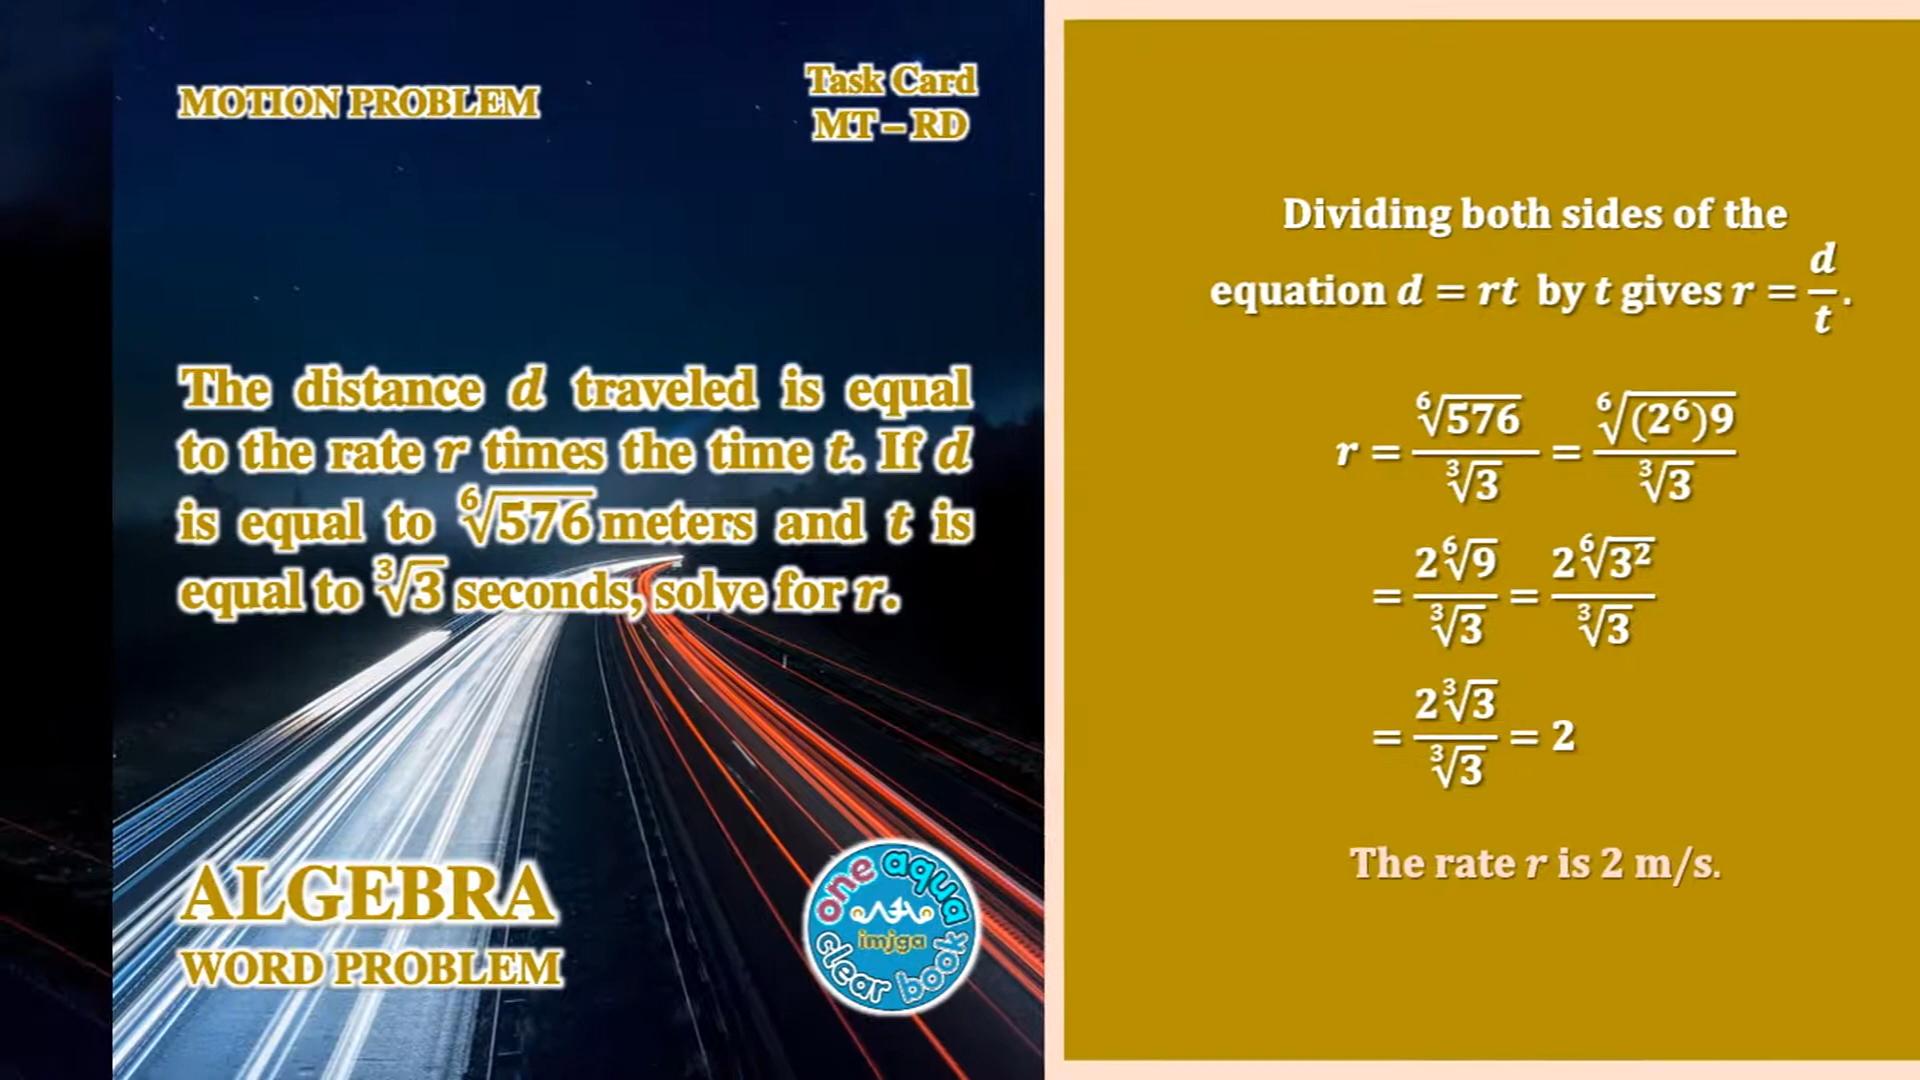 MOTION PROBLEM
Task Card
MT – RD
The distance d traveled is equal
to the rate r times the time t. If d
is equal to ⁶√576 meters and t is
equal to ³√3 seconds, solve for r.
ALGEBRA
WORD PROBLEM
one aqua
imjga
clear book
Dividing both sides of the
equation d = rt by t gives r = d/t.
r = ⁶√576 / ³√3 = ⁶√(2⁶)9 / ³√3
= 2⁶√9 / ³√3 = 2⁶√3² / ³√3
= 2³√3 / ³√3 = 2
The rate r is 2 m/s.